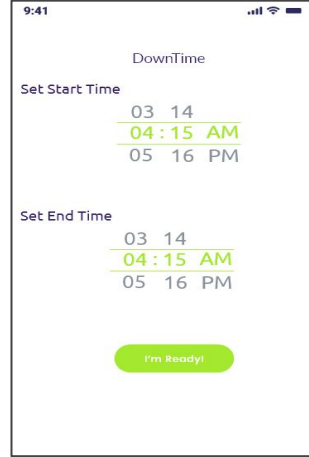 9:41
DownTime
Set Start Time
03 14
04 : 15 AM
05 16 PM
Set End Time
03 14
04 : 15 AM
05 16 PM
I'm Ready!